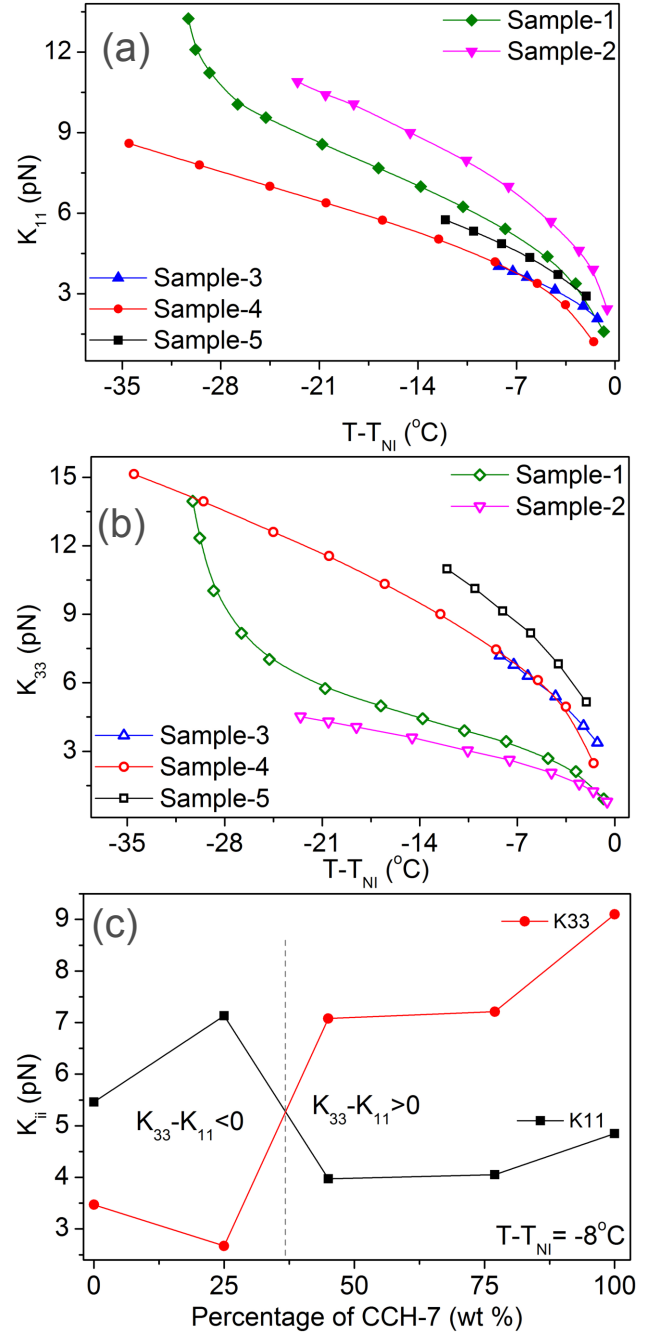 (a)
Sample-1
Sample-2
12
9
6
3
K11 (pN)
Sample-3
Sample-4
Sample-5
-35 -28 -21 -14 -7 0
T-TNI (oC)
(b)
Sample-1
Sample-2
15
12
9
6
3
K33 (pN)
Sample-3
Sample-4
Sample-5
-35 -28 -21 -14 -7 0
T-TNI (oC)
(c)
K33
9
8
7
6
5
4
3
Kii (pN)
K33-K11<0
K33-K11>0
K11
T-TNI= -8oC
0 25 50 75 100
Percentage of CCH-7 (wt %)